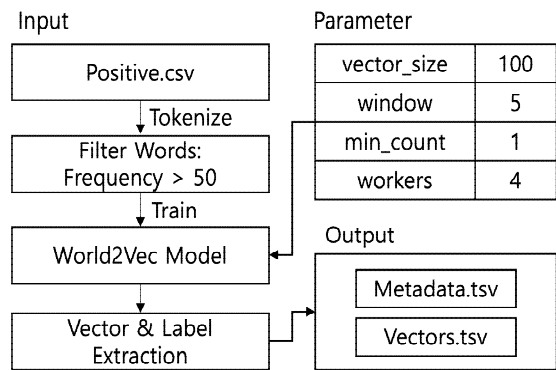 Input
Positive.csv
Tokenize
Filter Words:
Frequency > 50
Train
World2Vec Model
Vector & Label
Extraction
Parameter
vector_size 100
window 5
min_count 1
workers 4
Output
Metadata.tsv
Vectors.tsv